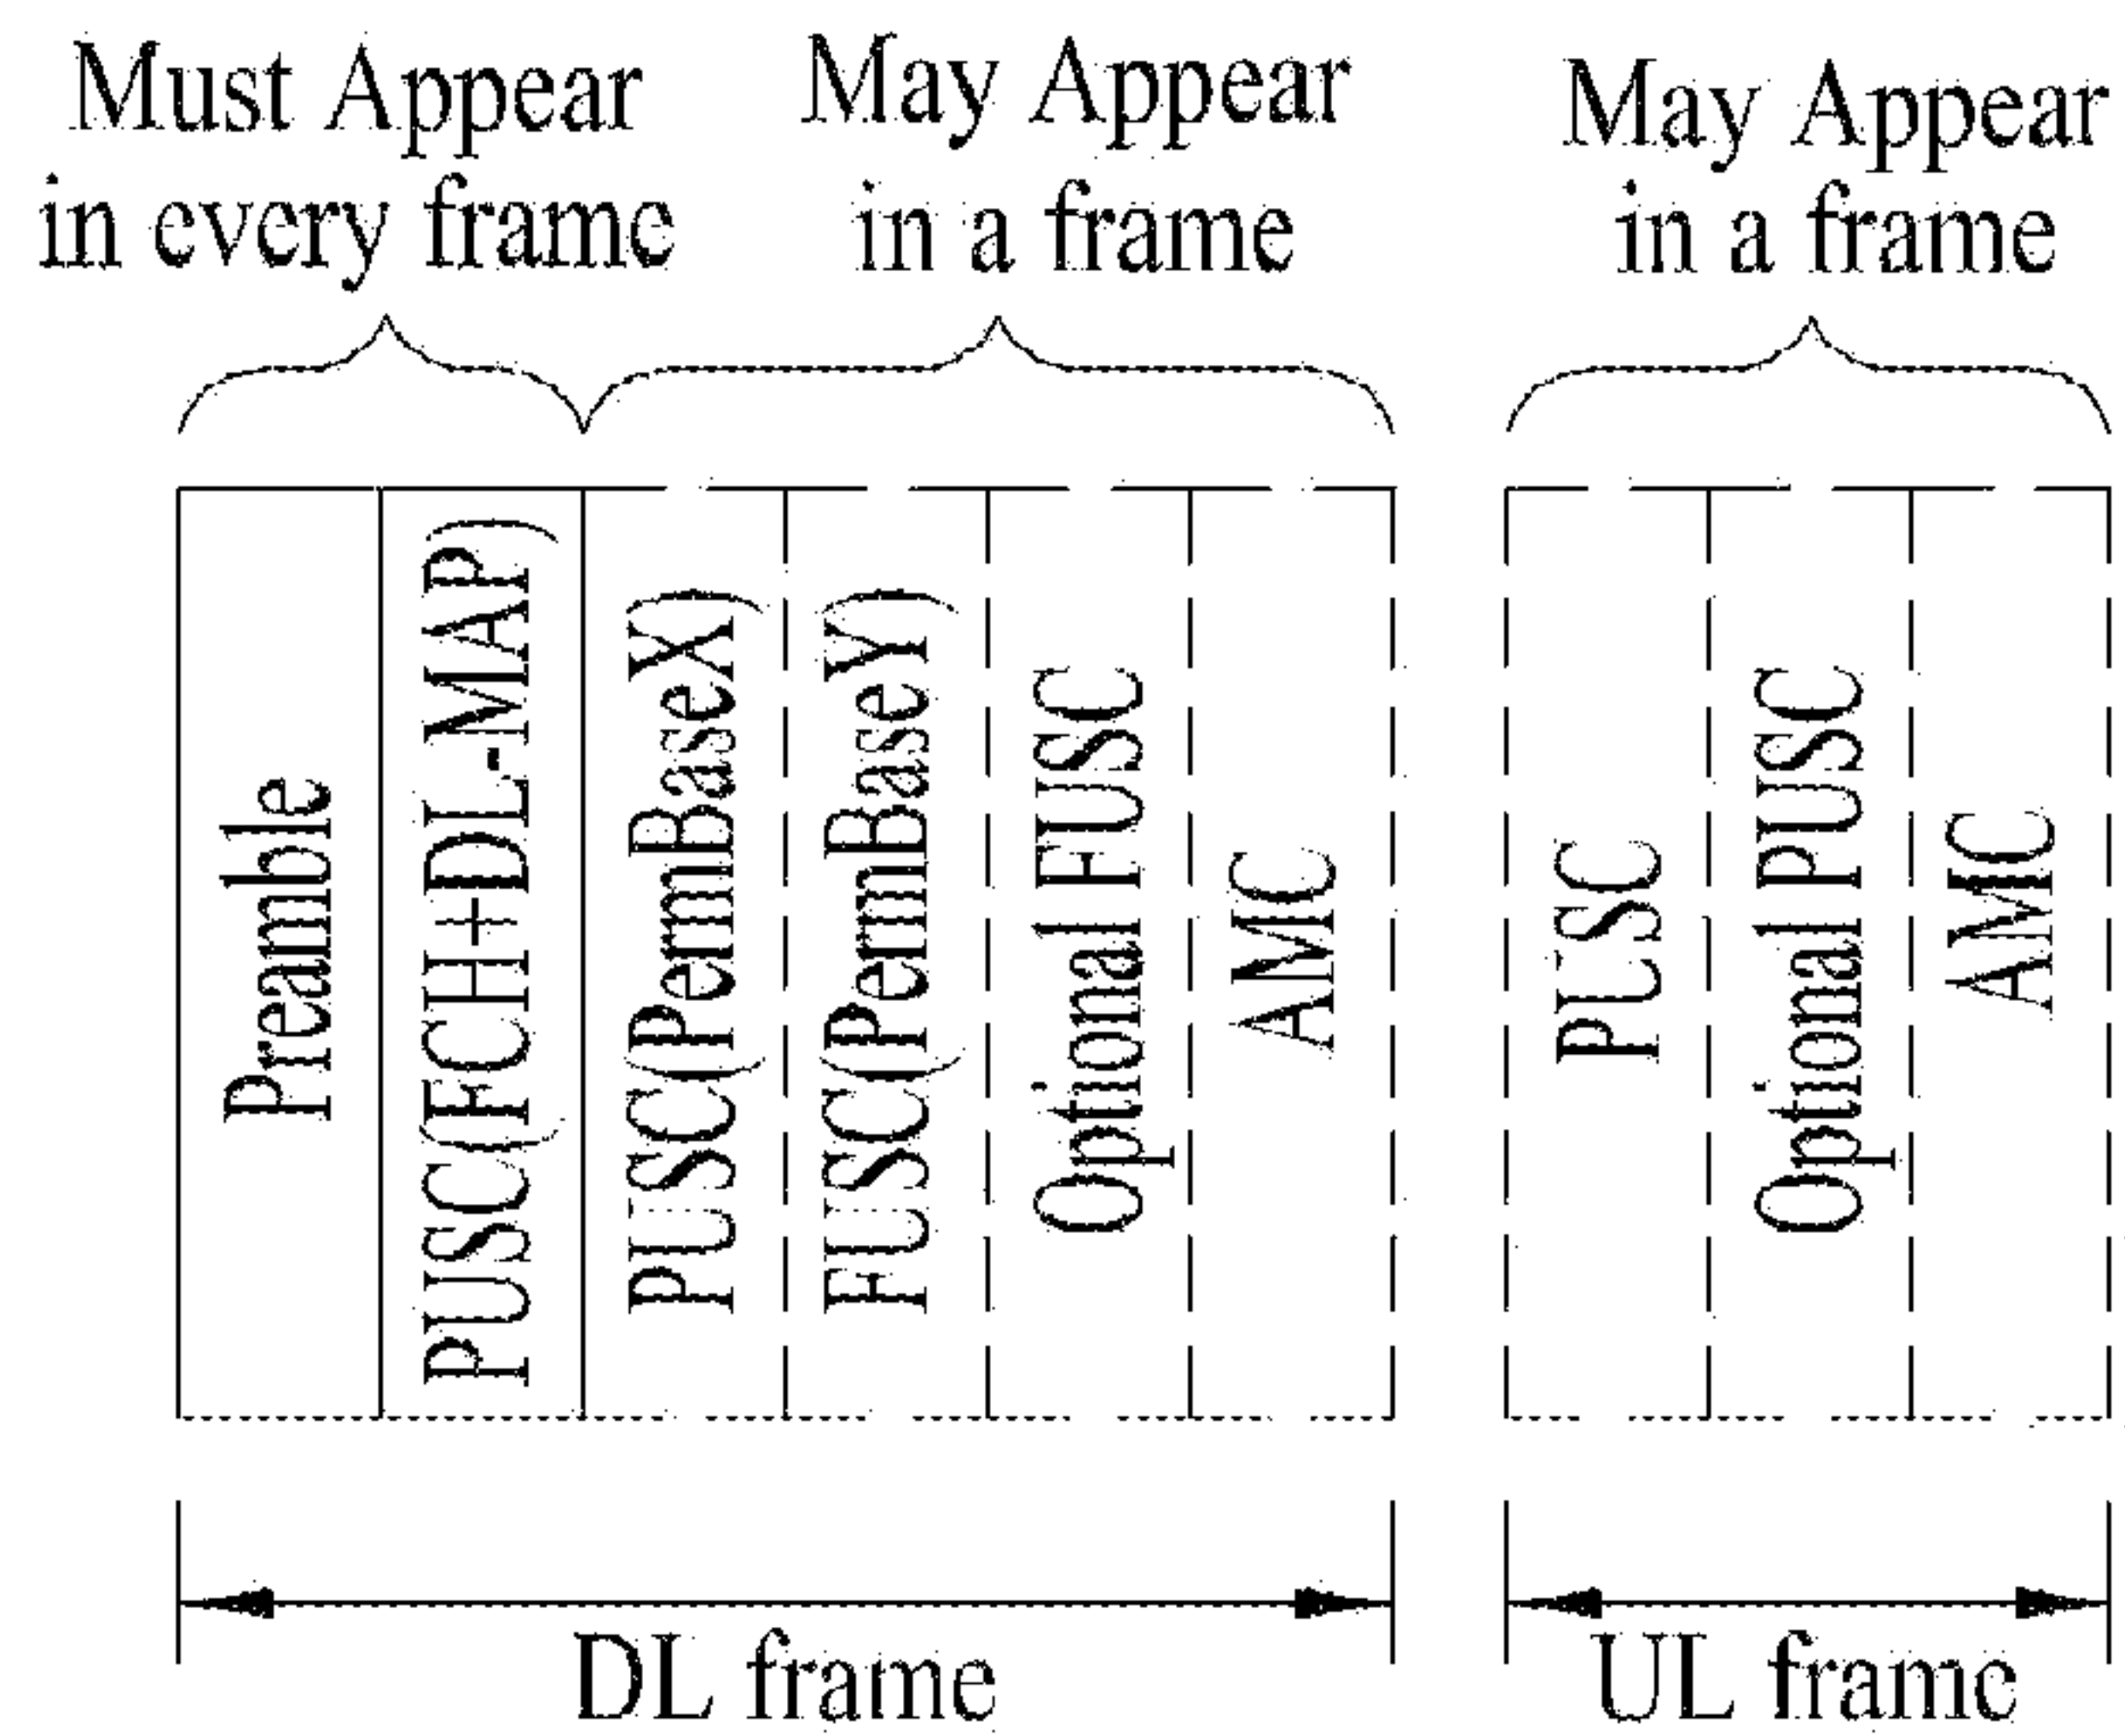 Must Appear
in every frame
May Appear
in a frame
May Appear
in a frame
Preamble
PUSC(FCH+DL-MAP)
PUSC(PermBaseX)
FUSC(PermBaseY)
Optional FUSC
AMC
PUSC
Optional PUSC
AMC
DL frame
UL frame